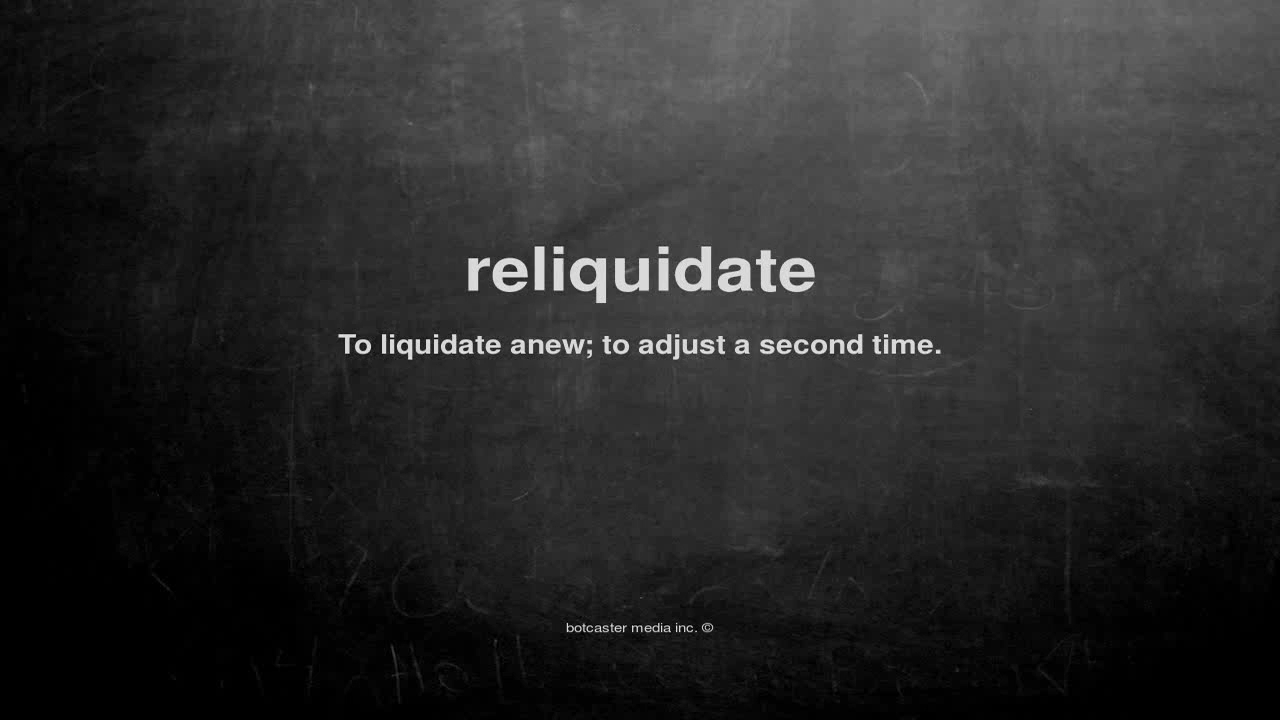 reliquidate
To liquidate anew; to adjust a second time.
botcaster media inc. ©